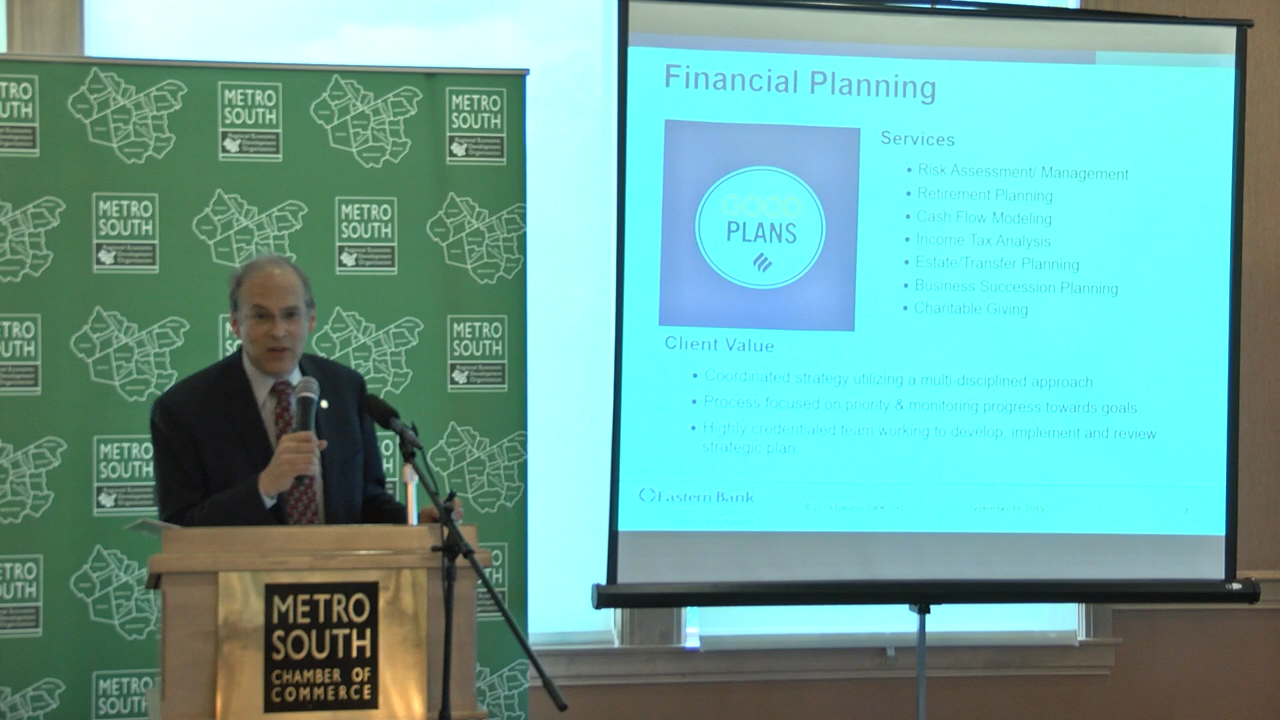 METRO
SOUTH
Regional Economic
Development
Organization
METRO
SOUTH
CHAMBER OF
COMMERCE
Financial Planning
GOOD
PLANS
Services
• Risk Assessment/ Management
• Retirement Planning
• Cash Flow Modeling
• Income Tax Analysis
• Estate/Transfer Planning
• Business Succession Planning
• Charitable Giving
Client Value
• Coordinated strategy utilizing a multi-disciplined approach
• Process focused on priority & monitoring progress towards goals
• Highly credentialed team working to develop, implement and review
strategic plan
Eastern Bank